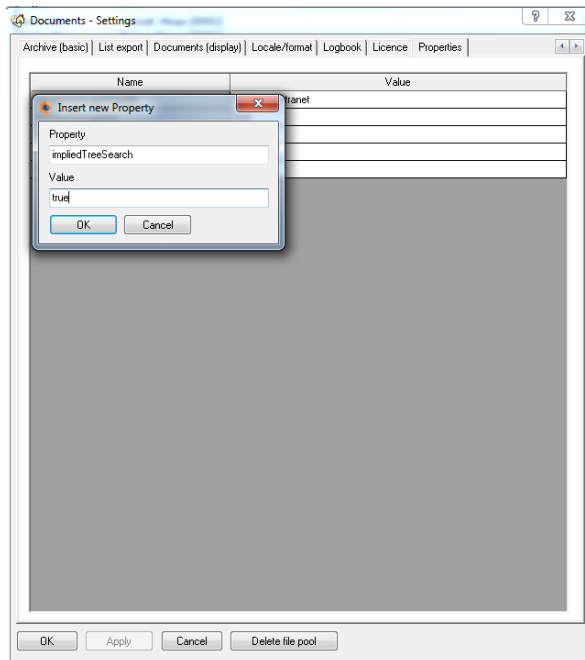 Documents - Settings
Archive (basic) List export Documents (display) Locale/format Logbook Licence Properties
Name Value
Insert new Property
tranet
Property
impliedTreeSearch
Value
true
OK Cancel
OK Apply Cancel Delete file pool